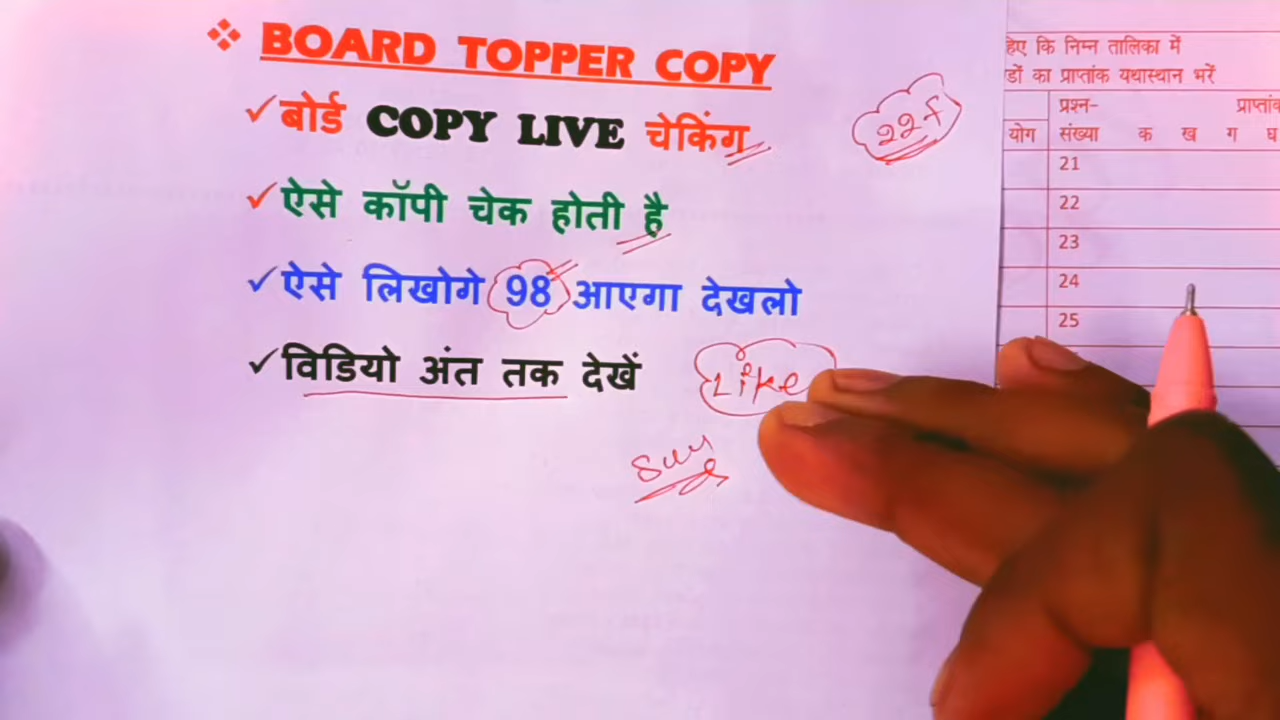 ❖ BOARD TOPPER COPY
✓ बोर्ड COPY LIVE चेकिंग
✓ ऐसे कॉपी चेक होती है
✓ ऐसे लिखोगे 98 आएगा देखलो
✓ विडियो अंत तक देखें
Like
22 f
निम्न तालिका में
का प्राप्तांक यथास्थान भरें
प्रश्न-
योग संख्या क ख ग घ
21
22
23
24
25